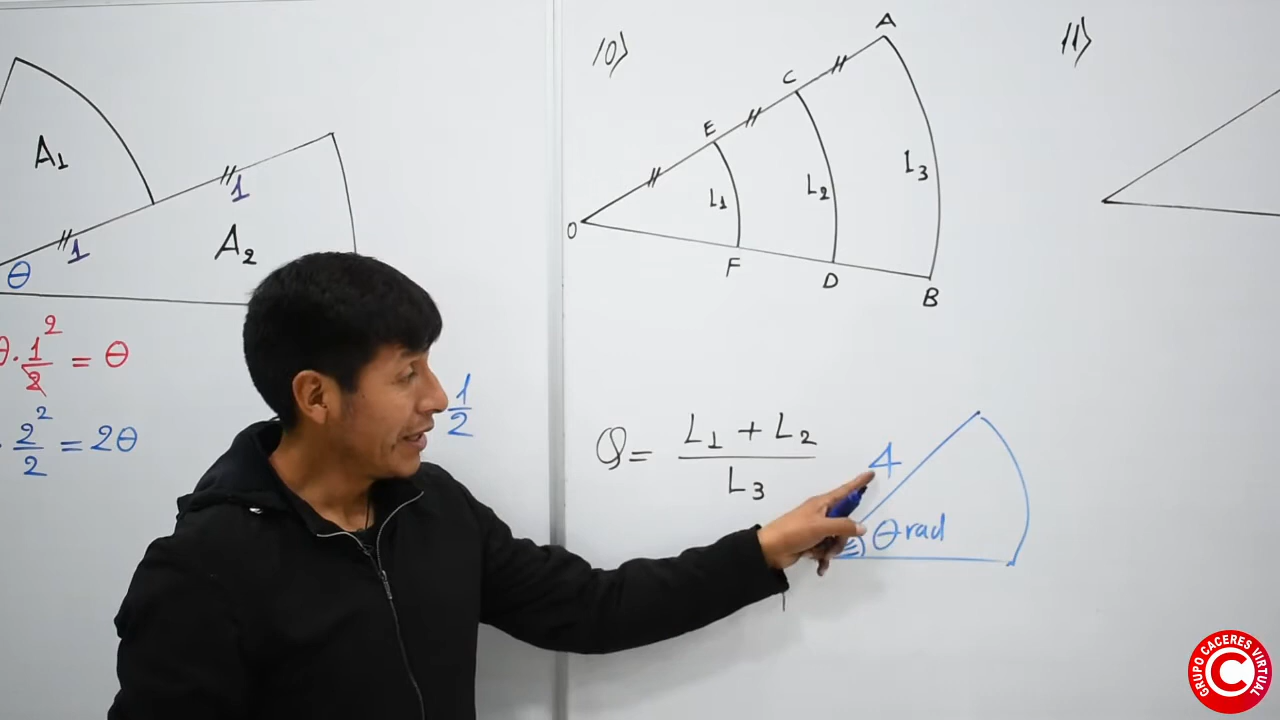 A₁
1
1
A₂
θ
θ·1²/2 = θ
· 2²/2 = 2θ
1/2
10)
A
C
E
L₃
L₂
L₁
O
F
D
B
Q = L₁ + L₂ / L₃
4
θ rad
11)
GRUPO CACERES VIRTUAL
C